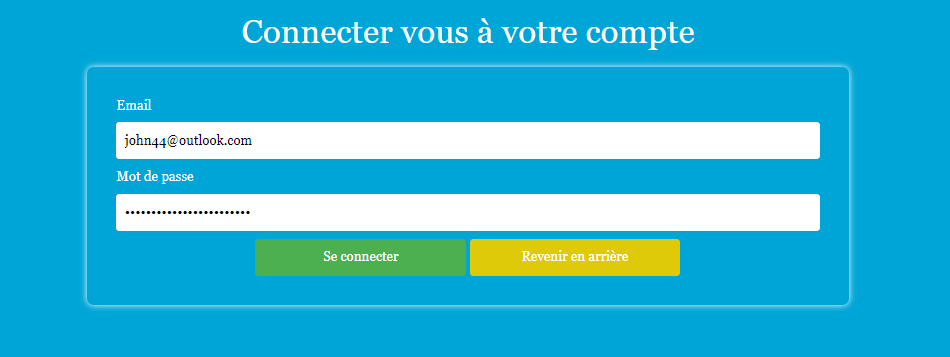 Connecter vous à votre compte
Email
john44@outlook.com
Mot de passe
Se connecter Revenir en arrière